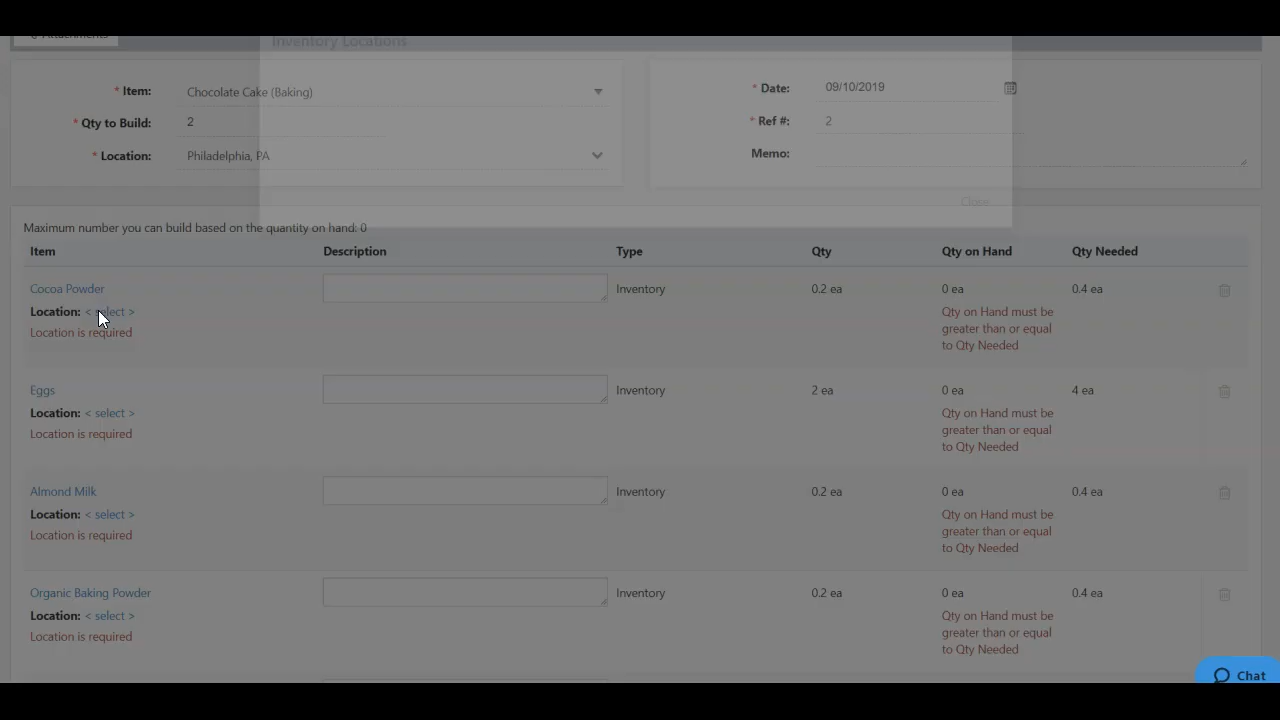 0 Attachments
Inventory Locations
* Item: Chocolate Cake (Baking)
* Qty to Build: 2
* Location: Philadelphia, PA
* Date: 09/10/2019
* Ref #: 2
Memo:
Close
Maximum number you can build based on the quantity on hand: 0
Item Description Type Qty Qty on Hand Qty Needed
Cocoa Powder Inventory 0.2 ea 0 ea 0.4 ea
Location: < select > Qty on Hand must be
Location is required greater than or equal
to Qty Needed
Eggs Inventory 2 ea 0 ea 4 ea
Location: < select > Qty on Hand must be
Location is required greater than or equal
to Qty Needed
Almond Milk Inventory 0.2 ea 0 ea 0.4 ea
Location: < select > Qty on Hand must be
Location is required greater than or equal
to Qty Needed
Organic Baking Powder Inventory 0.2 ea 0 ea 0.4 ea
Location: < select > Qty on Hand must be
Location is required greater than or equal
to Qty Needed
Chat